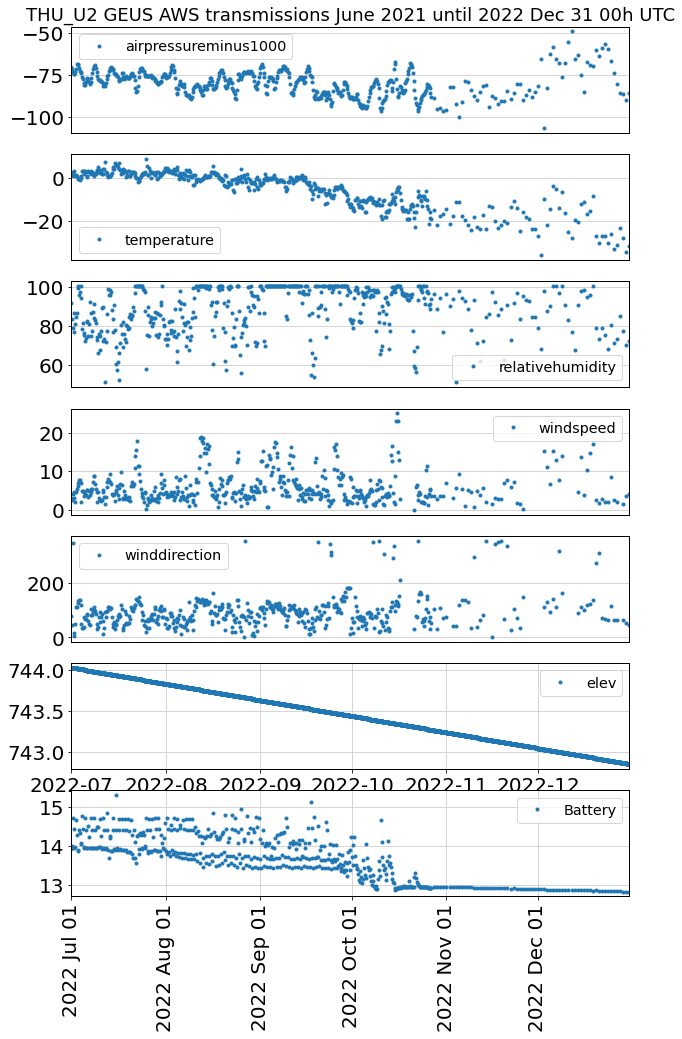 THU_U2 GEUS AWS transmissions June 2021 until 2022 Dec 31 00h UTC
−50
−75
−100
airpressureminus1000
0
−20
temperature
100
80
60
relativehumidity
20
10
0
windspeed
200
0
winddirection
744.0
743.5
743.0
elev
2022-07 2022-08 2022-09 2022-10 2022-11 2022-12
15
14
13
Battery
2022 Jul 01
2022 Aug 01
2022 Sep 01
2022 Oct 01
2022 Nov 01
2022 Dec 01